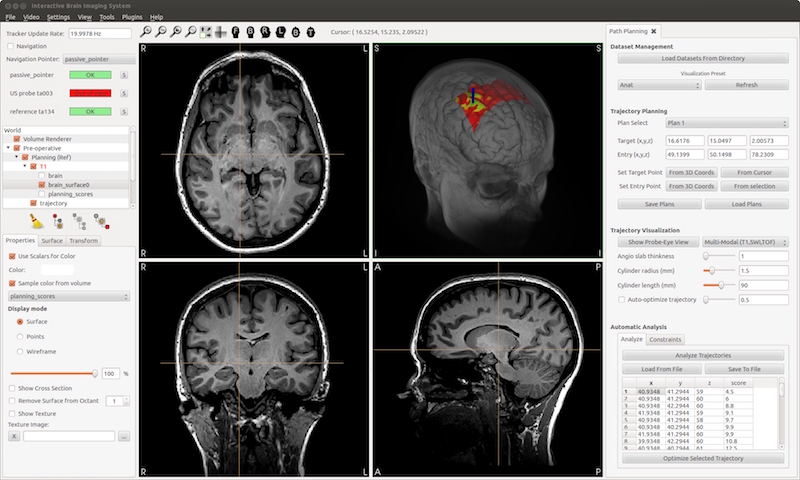 Interactive Brain Imaging System
File Video Settings View Tools Plugins Help
Tracker Update Rate: 19.9978 Hz
Navigation
Navigation Pointer: passive_pointer
passive_pointer OK S
US probe ta003 S
reference ta134 OK S
World
Volume Renderer
Pre-operative
Planning (Ref)
T1
brain
brain_surface0
planning_scores
trajectory
Properties Surface Transform
Use Scalars for Color
Color:
Sample color from volume
planning_scores
Display mode
Surface
Points
Wireframe
100 %
Show Cross Section
Remove Surface from Octant 1
Show Texture
Texture Image:
X ...
F B R L B T
Cursor: ( 16.5254, 15.235, 2.09522 )
R L
R L
S S
I I
R L
R L
A P
A P
Path Planning
Dataset Management
Load Datasets From Directory
Visualization Preset
Anat Refresh
Trajectory Planning
Plan Select Plan 1
Target (x,y,z) 16.6176 15.0497 2.00573
Entry (x,y,z) 49.1399 50.1498 78.2309
Set Target Point From 3D Coords From Cursor
Set Entry Point From 3D Coords From selection
Save Plans Load Plans
Trajectory Visualization
Show Probe-Eye View Multi-Modal (T1,SWI,TOF)
Angio slab thinkness 1
Cylinder radius (mm) 1.5
Cylinder length (mm) 90
Auto-optimize trajectory 0.5
Automatic Analysis
Analyze Constraints
Analyze Trajectories
Load From File Save To File
x y z score
1 40.9348 41.2944 59 4.5
2 40.9348 41.2944 60 6
3 40.9348 42.2944 60 8.8
4 41.9348 41.2944 59 9.1
5 41.9348 41.2944 58 9.7
6 40.9348 42.2944 60 9.9
7 41.9348 41.2944 60 9.9
8 39.9348 42.2944 60 10.8
9 40.9348 40.2944 61 12.5
Optimize Selected Trajectory